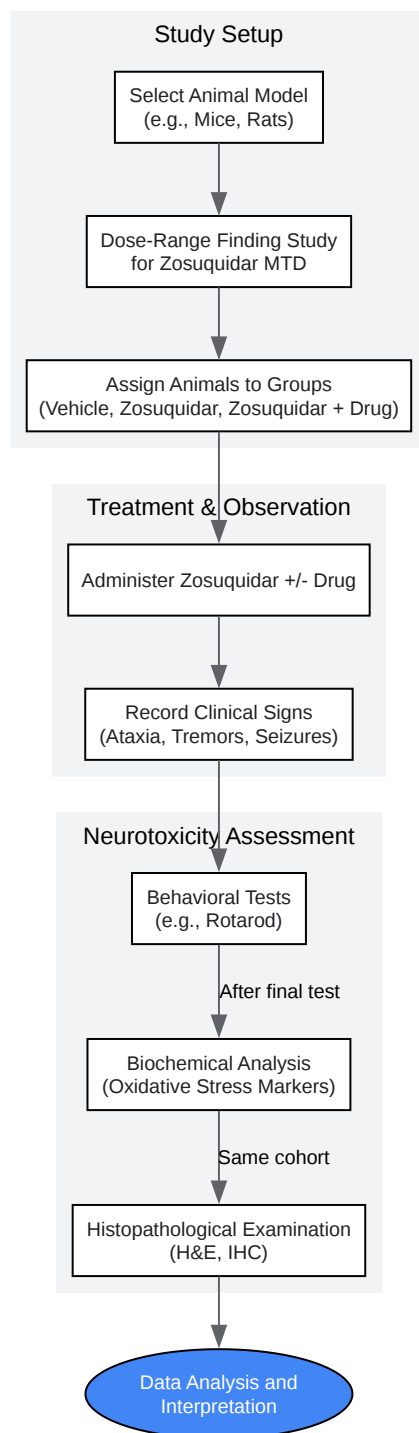 Study Setup
Select Animal Model
(e.g., Mice, Rats)
Dose-Range Finding Study
for Zosuquidar MTD
Assign Animals to Groups
(Vehicle, Zosuquidar, Zosuquidar + Drug)
Treatment & Observation
Administer Zosuquidar +/- Drug
Record Clinical Signs
(Ataxia, Tremors, Seizures)
Neurotoxicity Assessment
Behavioral Tests
(e.g., Rotarod)
After final test
Biochemical Analysis
(Oxidative Stress Markers)
Same cohort
Histopathological Examination
(H&E, IHC)
Data Analysis and
Interpretation